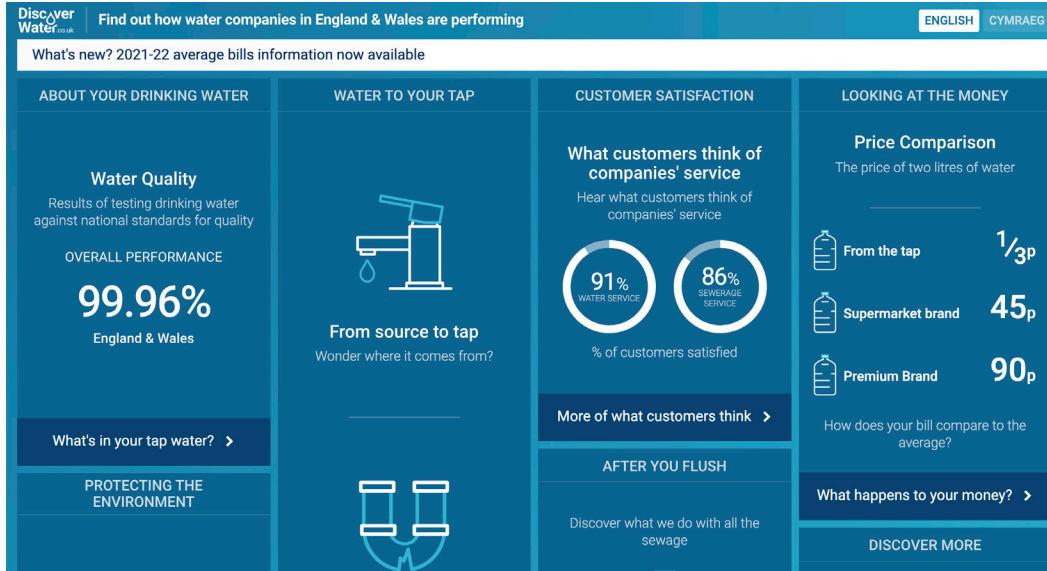 Discover
Water.co.uk
Find out how water companies in England & Wales are performing
ENGLISH
CYMRAEG
What's new? 2021-22 average bills information now available
ABOUT YOUR DRINKING WATER
Water Quality
Results of testing drinking water
against national standards for quality
OVERALL PERFORMANCE
99.96%
England & Wales
What's in your tap water?
PROTECTING THE
ENVIRONMENT
WATER TO YOUR TAP
From source to tap
Wonder where it comes from?
CUSTOMER SATISFACTION
What customers think of
companies' service
Hear what customers think of
companies' service
91%
WATER SERVICE
86%
SEWERAGE
SERVICE
% of customers satisfied
More of what customers think
AFTER YOU FLUSH
Discover what we do with all the
sewage
LOOKING AT THE MONEY
Price Comparison
The price of two litres of water
From the tap
1/3p
Supermarket brand
45p
Premium Brand
90p
How does your bill compare to the
average?
What happens to your money?
DISCOVER MORE